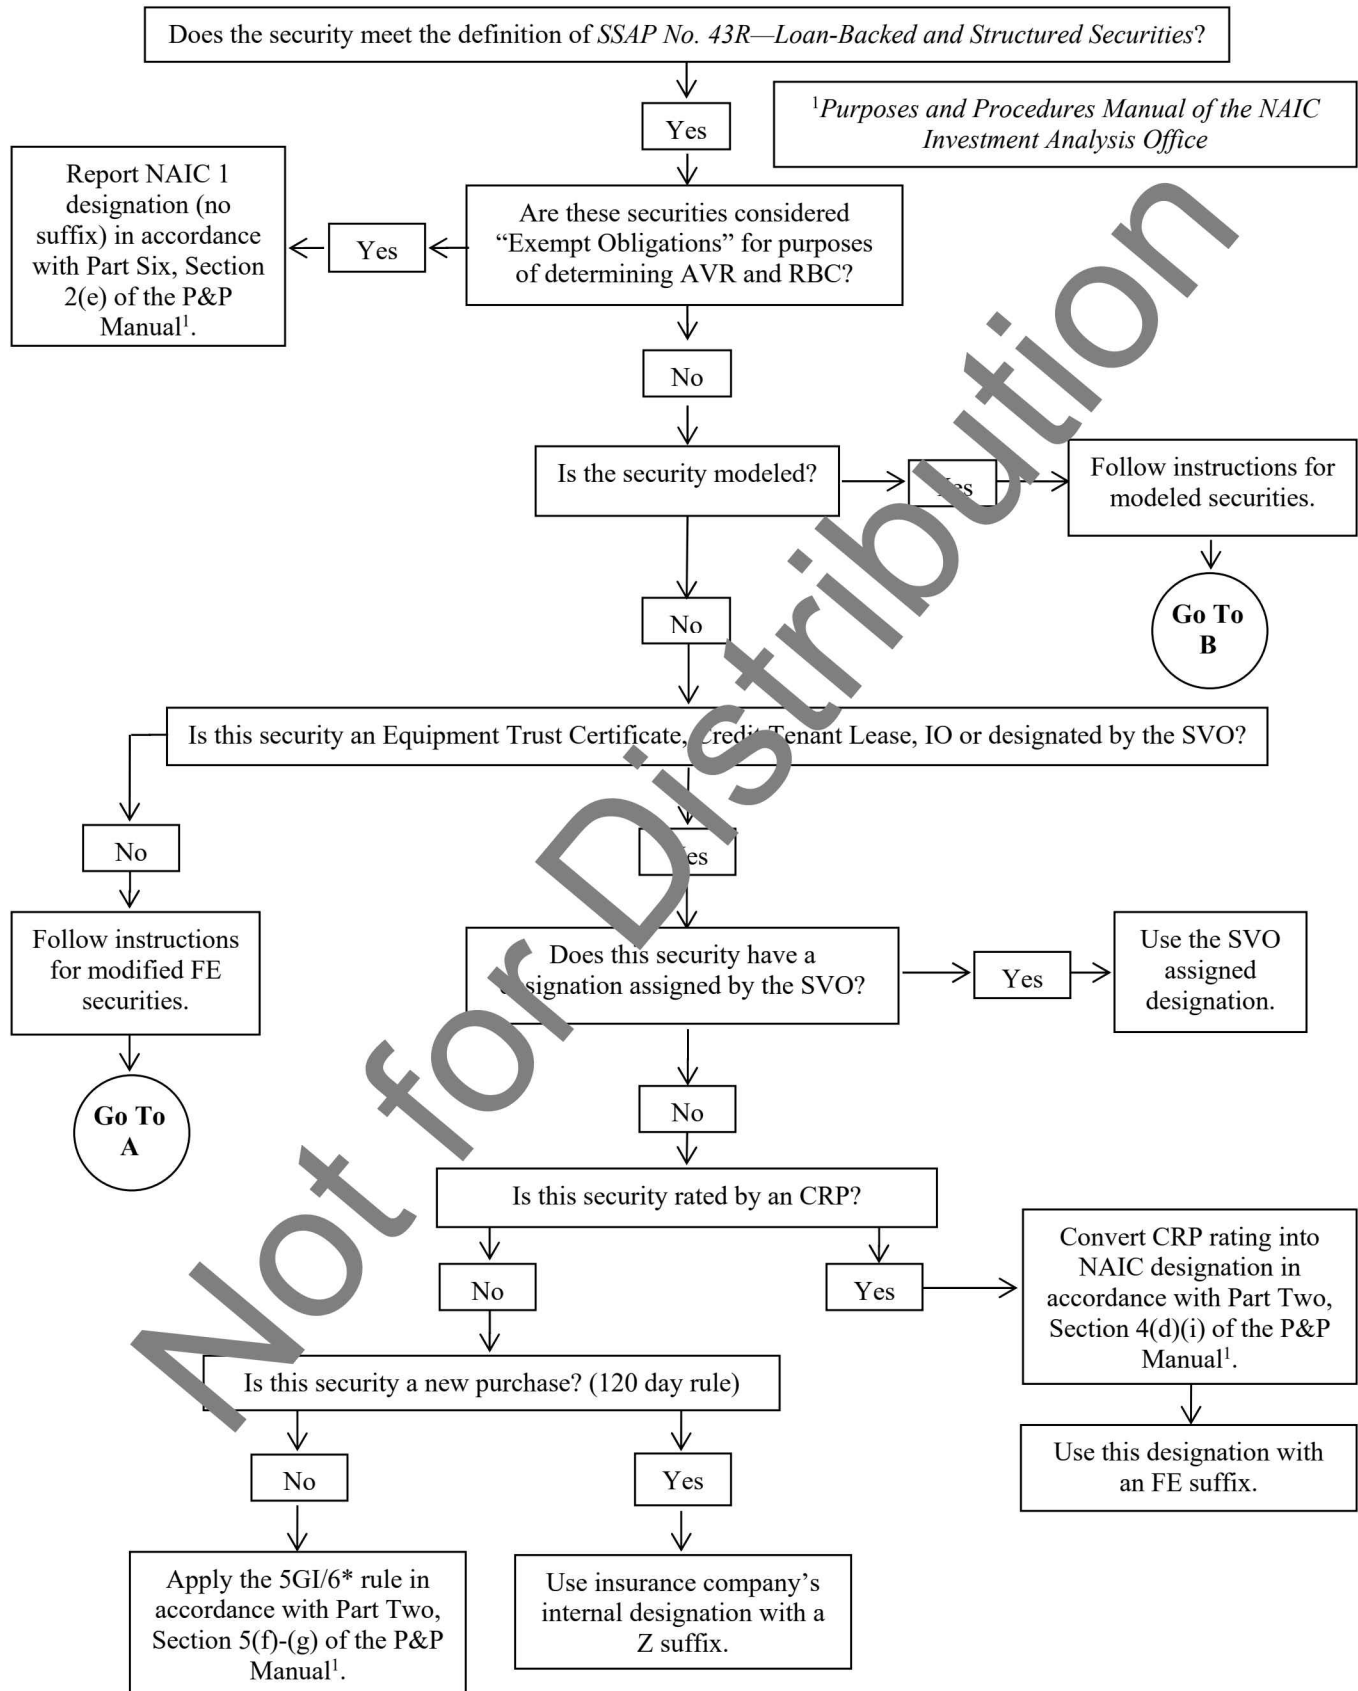 Does the security meet the definition of SSAP No. 43R—Loan-Backed and Structured Securities?
Yes
¹Purposes and Procedures Manual of the NAIC
Investment Analysis Office
Report NAIC 1
designation (no
suffix) in accordance
with Part Six, Section
2(e) of the P&P
Manual¹.
Yes
Are these securities considered
“Exempt Obligations” for purposes
of determining AVR and RBC?
No
Is the security modeled?
Yes
Follow instructions for
modeled securities.
Go To
B
No
Is this security an Equipment Trust Certificate, Credit Tenant Lease, IO or designated by the SVO?
No
Yes
Follow instructions
for modified FE
securities.
Go To
A
Does this security have a
designation assigned by the SVO?
Yes
Use the SVO
assigned
designation.
No
Is this security rated by an CRP?
No
Yes
Convert CRP rating into
NAIC designation in
accordance with Part Two,
Section 4(d)(i) of the P&P
Manual¹.
Use this designation with
an FE suffix.
Is this security a new purchase? (120 day rule)
No
Yes
Apply the 5GI/6* rule in
accordance with Part Two,
Section 5(f)-(g) of the P&P
Manual¹.
Use insurance company’s
internal designation with a
Z suffix.
Not for Distribution